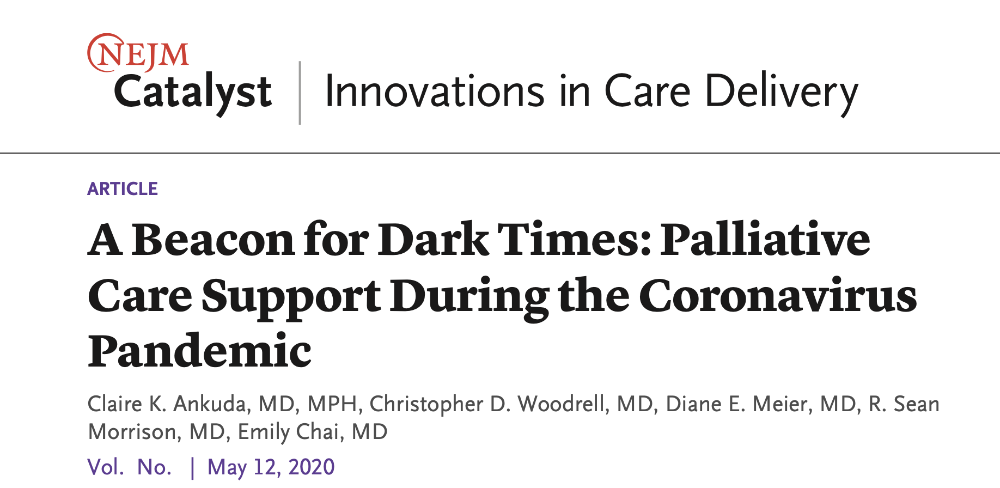 NEJM
Catalyst | Innovations in Care Delivery
ARTICLE
A Beacon for Dark Times: Palliative
Care Support During the Coronavirus
Pandemic
Claire K. Ankuda, MD, MPH, Christopher D. Woodrell, MD, Diane E. Meier, MD, R. Sean
Morrison, MD, Emily Chai, MD
Vol. No. | May 12, 2020